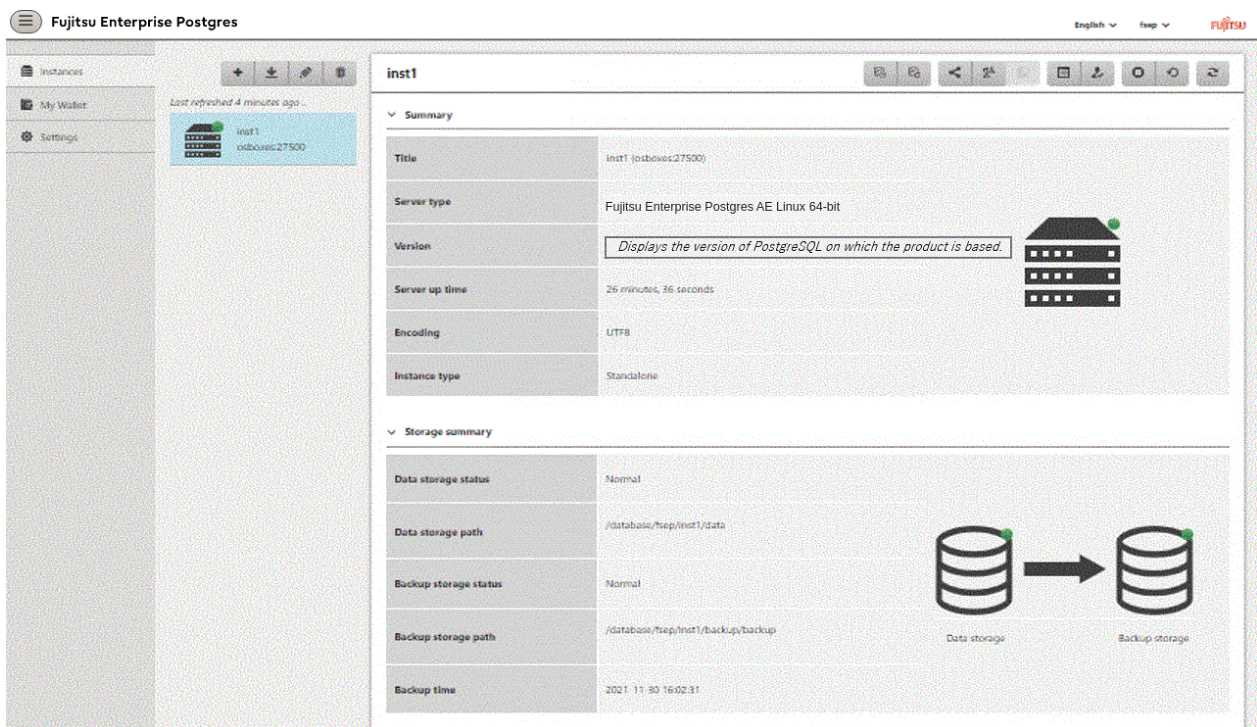 Fujitsu Enterprise Postgres
English fsep FUJITSU
Instances
My Wallet
Settings
Last refreshed 4 minutes ago ..
inst1
osboxes:27500
inst1
Summary
Title inst1 (osboxes:27500)
Server type Fujitsu Enterprise Postgres AE Linux 64-bit
Version Displays the version of PostgreSQL on which the product is based.
Server up time 26 minutes, 36 seconds
Encoding UTF8
Instance type Standalone
Storage summary
Data storage status Normal
Data storage path /database/fsep/inst1/data
Backup storage status Normal
Backup storage path /database/fsep/inst1/backup/backup
Data storage Backup storage
Backup time 2021-11-30 16:02:31